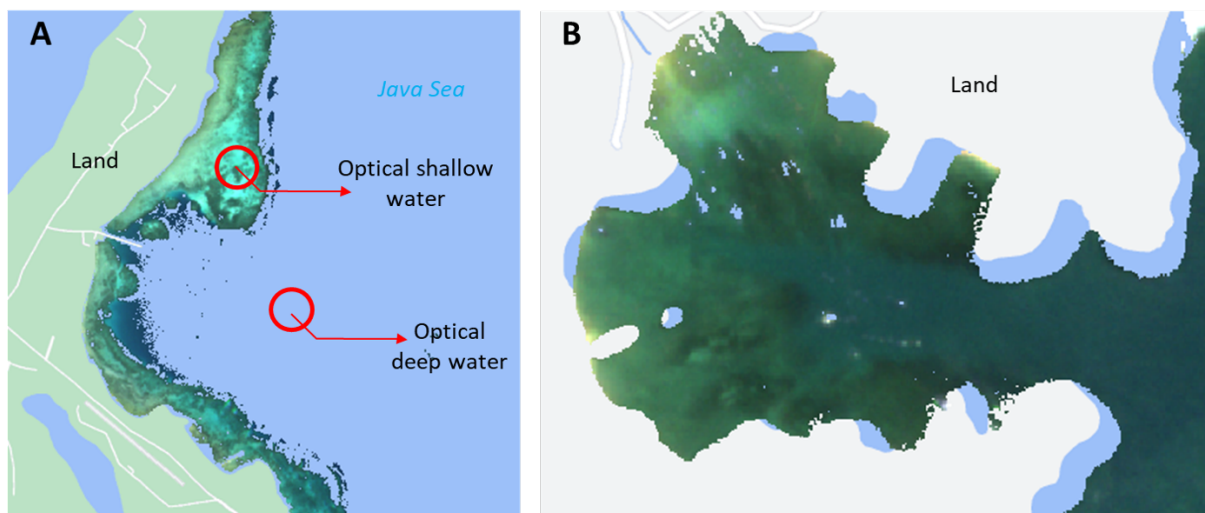 A
Java Sea
Land
Optical shallow
water
Optical
deep water
B
Land